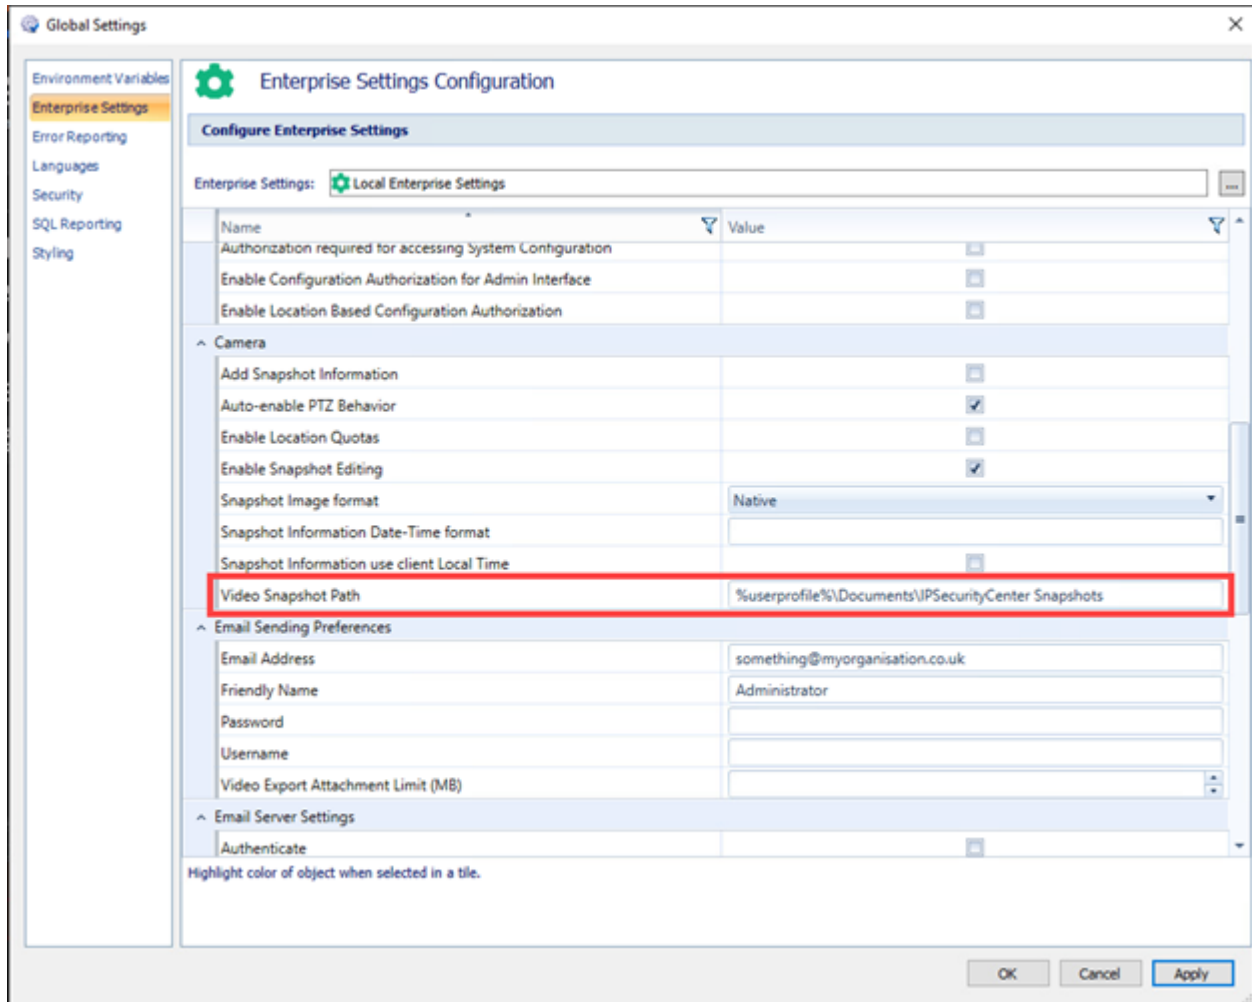 Global Settings
Environment Variables
Enterprise Settings
Error Reporting
Languages
Security
SQL Reporting
Styling
Enterprise Settings Configuration
Configure Enterprise Settings
Enterprise Settings: Local Enterprise Settings ...
Name Value
Authorization required for accessing System Configuration
Enable Configuration Authorization for Admin Interface
Enable Location Based Configuration Authorization
Camera
Add Snapshot Information
Auto-enable PTZ Behavior
Enable Location Quotas
Enable Snapshot Editing
Snapshot Image format Native
Snapshot Information Date-Time format
Snapshot Information use client Local Time
Video Snapshot Path %userprofile%\Documents\IPSecurityCenter Snapshots
Email Sending Preferences
Email Address something@myorganisation.co.uk
Friendly Name Administrator
Password
Username
Video Export Attachment Limit (MB)
Email Server Settings
Authenticate
Highlight color of object when selected in a tile.
OK Cancel Apply